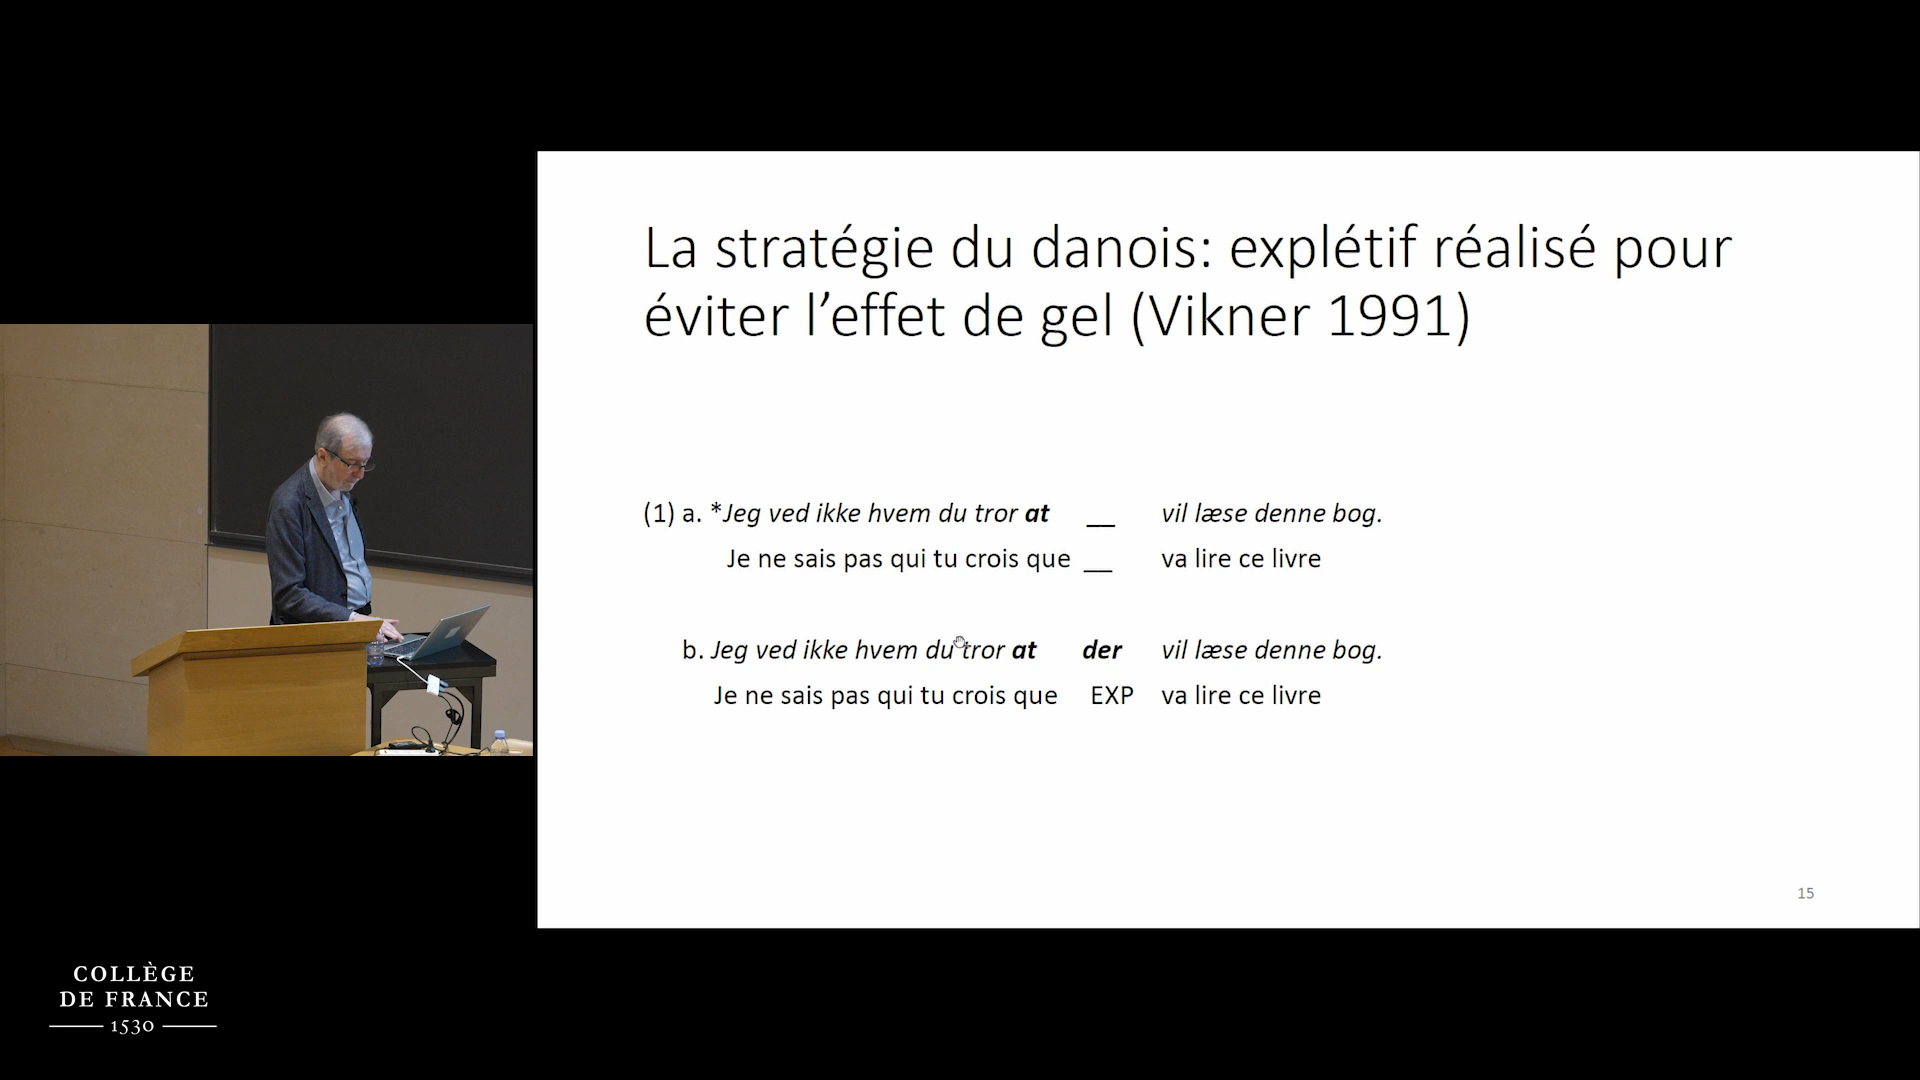 La stratégie du danois: explétif réalisé pour
éviter l’effet de gel (Vikner 1991)
(1) a. *Jeg ved ikke hvem du tror at __ vil læse denne bog.
Je ne sais pas qui tu crois que __ va lire ce livre
b. Jeg ved ikke hvem du tror at der vil læse denne bog.
Je ne sais pas qui tu crois que EXP va lire ce livre
15
COLLÈGE
DE FRANCE
1530